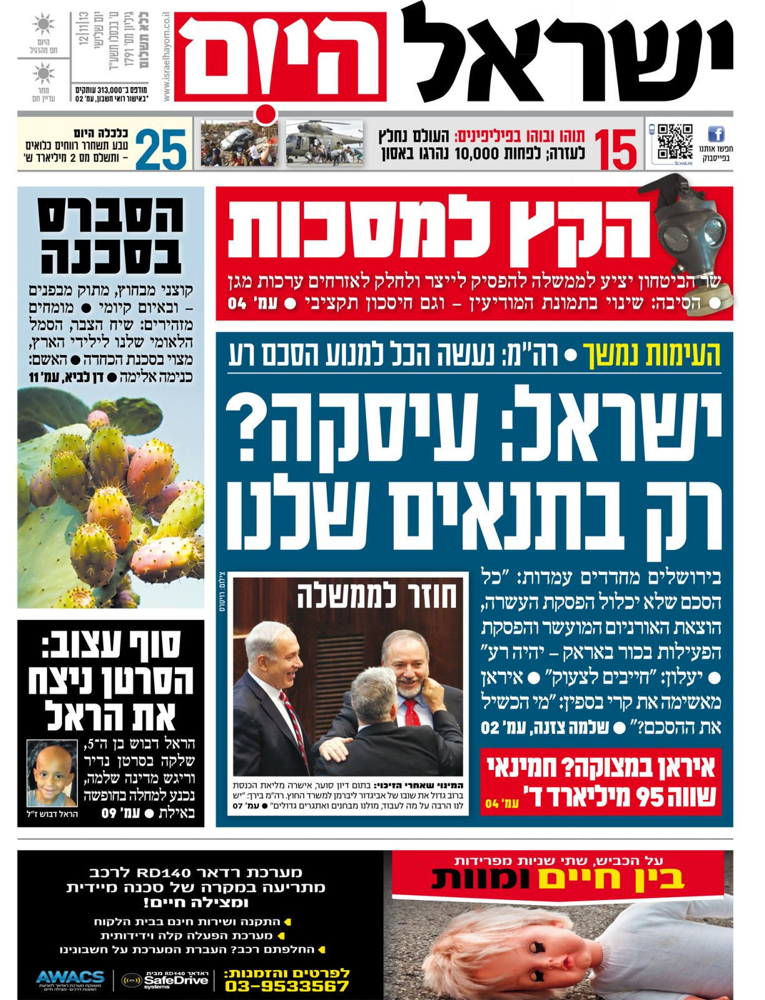 ישראל היום
www.israelhayom.co.il
ללא תשלום
גיליון מס' 1791
ט' בכסלו תשע"ד
יום שלישי
12|11|13
מודפס ב־313,000 עותקים
*באישור רואי חשבון, עמ' 02
היום
חם מהרגיל
מחר
עדיין חם
חפשו אותנו
בפייסבוק
SCANLIFE
15
תוהו ובוהו בפיליפינים: העולם נחלץ
לעזרה; לפחות 10,000 נהרגו באסון
25
כלכלה היום
טבע תשחרר רווחים כלואים
- ותשלם מס 2 מיליארד ש'
הקץ למסכות
שר הביטחון יציע לממשלה להפסיק לייצר ולחלק לאזרחים ערכות מגן
● הסיבה: שינוי בתמונת המודיעין – וגם חיסכון תקציבי ● עמ' 04
העימות נמשך ● רה"מ: נעשה הכל למנוע הסכם רע
ישראל: עיסקה?
רק בתנאים שלנו
בירושלים מחדדים עמדות: "כל
הסכם שלא יכלול הפסקת העשרה,
הוצאת האורניום המועשר והפסקת
הפעילות בכור באראק – יהיה רע"
● יעלון: "חייבים לצעוק" ● איראן
מאשימה את קרי בספין: "מי הכשיל
את ההסכם?" ● שלמה צזנה, עמ' 02
איראן במצוקה? חמינאי
שווה 95 מיליארד ד'
עמ' 04
צילום: רויטרס
חוזר לממשלה
המינוי שאחרי הזיכוי: בתום דיון סוער, אישרה מליאת הכנסת
ברוב גדול את שובו של אביגדור ליברמן למשרד החוץ. רה"מ בירך: "יש
לנו הרבה על מה לעבוד, מולנו מבחנים ואתגרים גדולים" ● עמ' 07
הסברס
בסכנה
קוצני מבחוץ, מתוק מבפנים
– ובאיום קיומי ● מומחים
מזהירים: שיח הצבר, הסמל
הלאומי שלנו לילידי הארץ,
מצוי בסכנת הכחדה ● האשם:
כנימה אלימה ● דן לביא, עמ' 11
סוף עצוב:
הסרטן ניצח
את הראל
הראל דבוש בן ה־5,
שלקה בסרטן נדיר
וריגש מדינה שלמה,
נכנע למחלה בחופשה
באילת ● עמ' 09
הראל דבוש ז"ל
על הכביש, שתי שניות מפרידות
בין חיים ומוות
מערכת רדאר RD140 לרכב
מתריעה במקרה של סכנה מיידית
ומצילה חיים!
התקנה ושירות חינם בבית הלקוח
מערכת הפעלה קלה וידידותית
החלפתם רכב? העברת המערכת על חשבונינו
לפרטים והזמנות:
03-9533567
ראדאר RD140 מבית
SafeDrive
systems
SDS
AWACS
משווקת מערכת ראדאר למניעת
תאונות דרכים - מצילה חיים